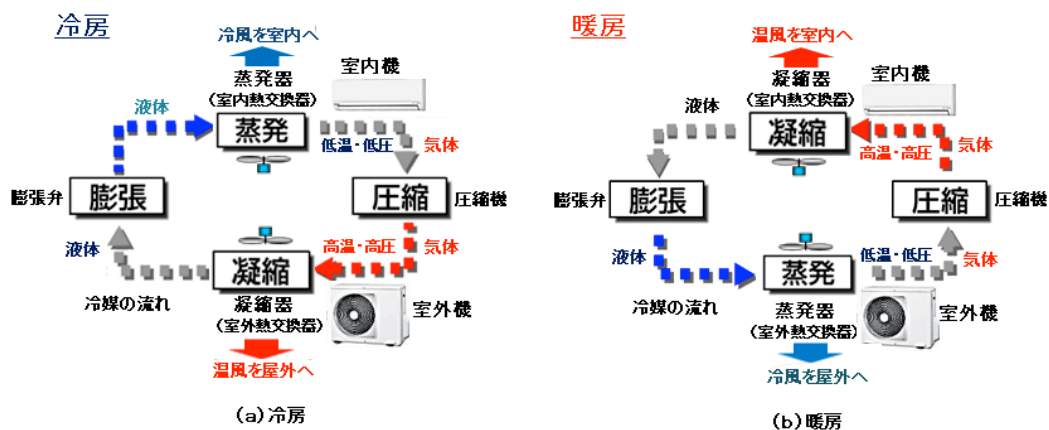 冷房
冷風を室内へ
蒸発器
(室内熱交換器)
室内機
液体
蒸発
低温・低圧
気体
膨張弁
膨張
圧縮
圧縮機
液体
高温・高圧
気体
凝縮
冷媒の流れ
凝縮器
(室外熱交換器)
室外機
温風を屋外へ
(a)冷房
暖房
温風を室内へ
凝縮器
(室内熱交換器)
室内機
液体
凝縮
高温・高圧
気体
膨張弁
膨張
圧縮
圧縮機
液体
蒸発
低温・低圧
気体
冷媒の流れ
蒸発器
(室外熱交換器)
室外機
冷風を屋外へ
(b)暖房